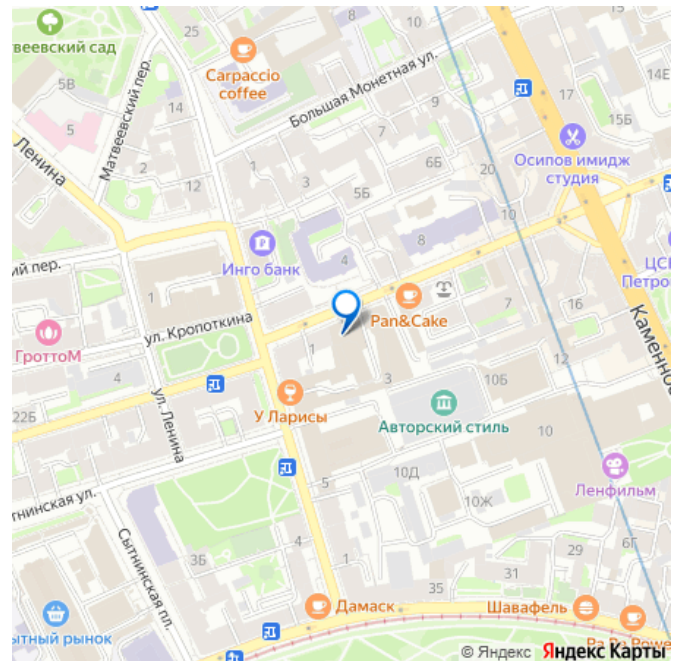 вевский сад
25
Carpaccio
coffee
Большая Монетная ул.
17
14Е
5В
Матвеевский пер.
14
9
5
7
15Б
Осипов имидж
студия
Ленина
2
12
1
3
6Б
20
5Б
10
8
Инго банк
4
ий пер.
ЦСК
Петро
ул. Кропоткина
Pan&Cake
7
16
ГроттоМ
1
Каменно
4
3
10Б
12
22Б
ул. Ленина
У Ларисы
Авторский стиль
10
тнинская ул.
5
10Д
Ленфильм
10Ж
Сытнинская пл.
3Б
4
1
29
6Г
35
31
Дамаск
Шавафель
ытный рынок
© Яндекс Яндекс Карты